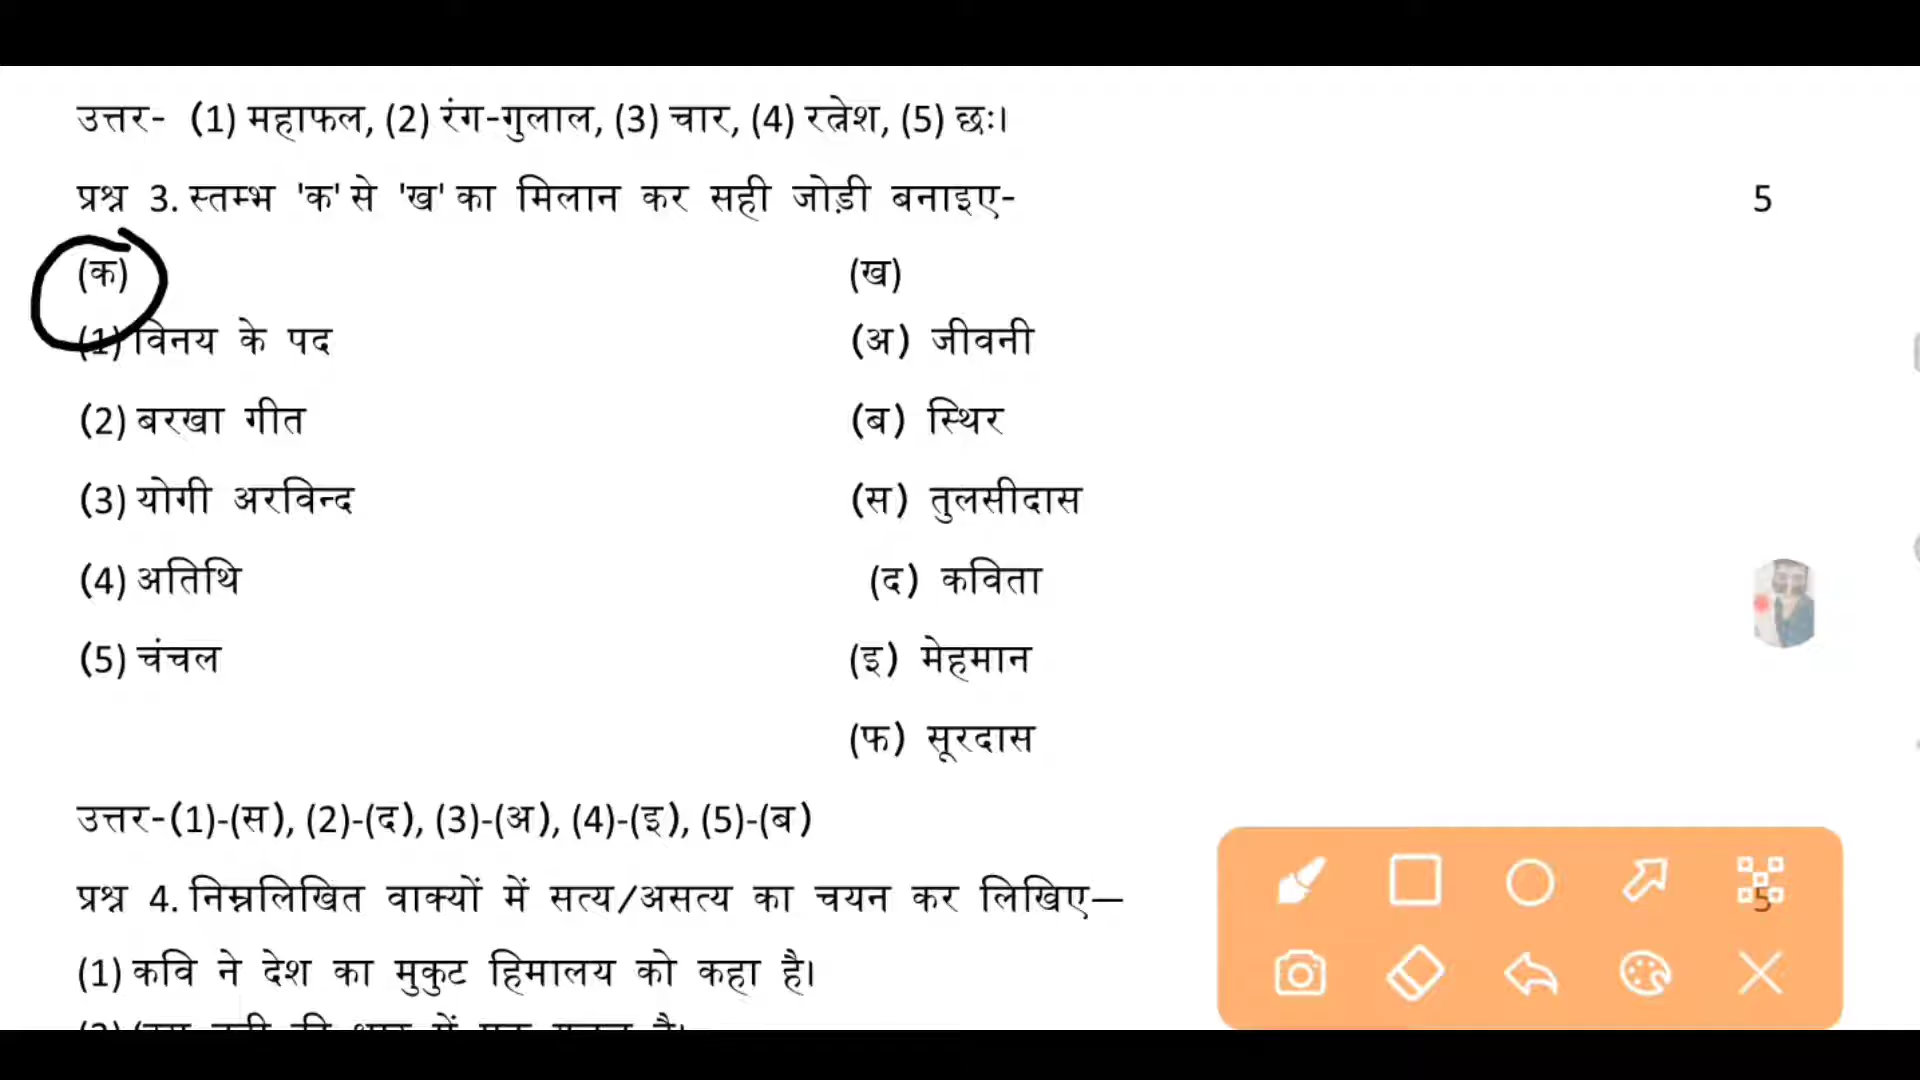 उत्तर- (1) महाफल, (2) रंग-गुलाल, (3) चार, (4) रत्नेश, (5) छः।
प्रश्न 3. स्तम्भ 'क' से 'ख' का मिलान कर सही जोड़ी बनाइए- 5
(क) (ख)
(1) विनय के पद (अ) जीवनी
(2) बरखा गीत (ब) स्थिर
(3) योगी अरविन्द (स) तुलसीदास
(4) अतिथि (द) कविता
(5) चंचल (इ) मेहमान
(फ) सूरदास
उत्तर-(1)-(स), (2)-(द), (3)-(अ), (4)-(इ), (5)-(ब)
प्रश्न 4. निम्नलिखित वाक्यों में सत्य/असत्य का चयन कर लिखिए— 5
(1) कवि ने देश का मुकुट हिमालय को कहा है।